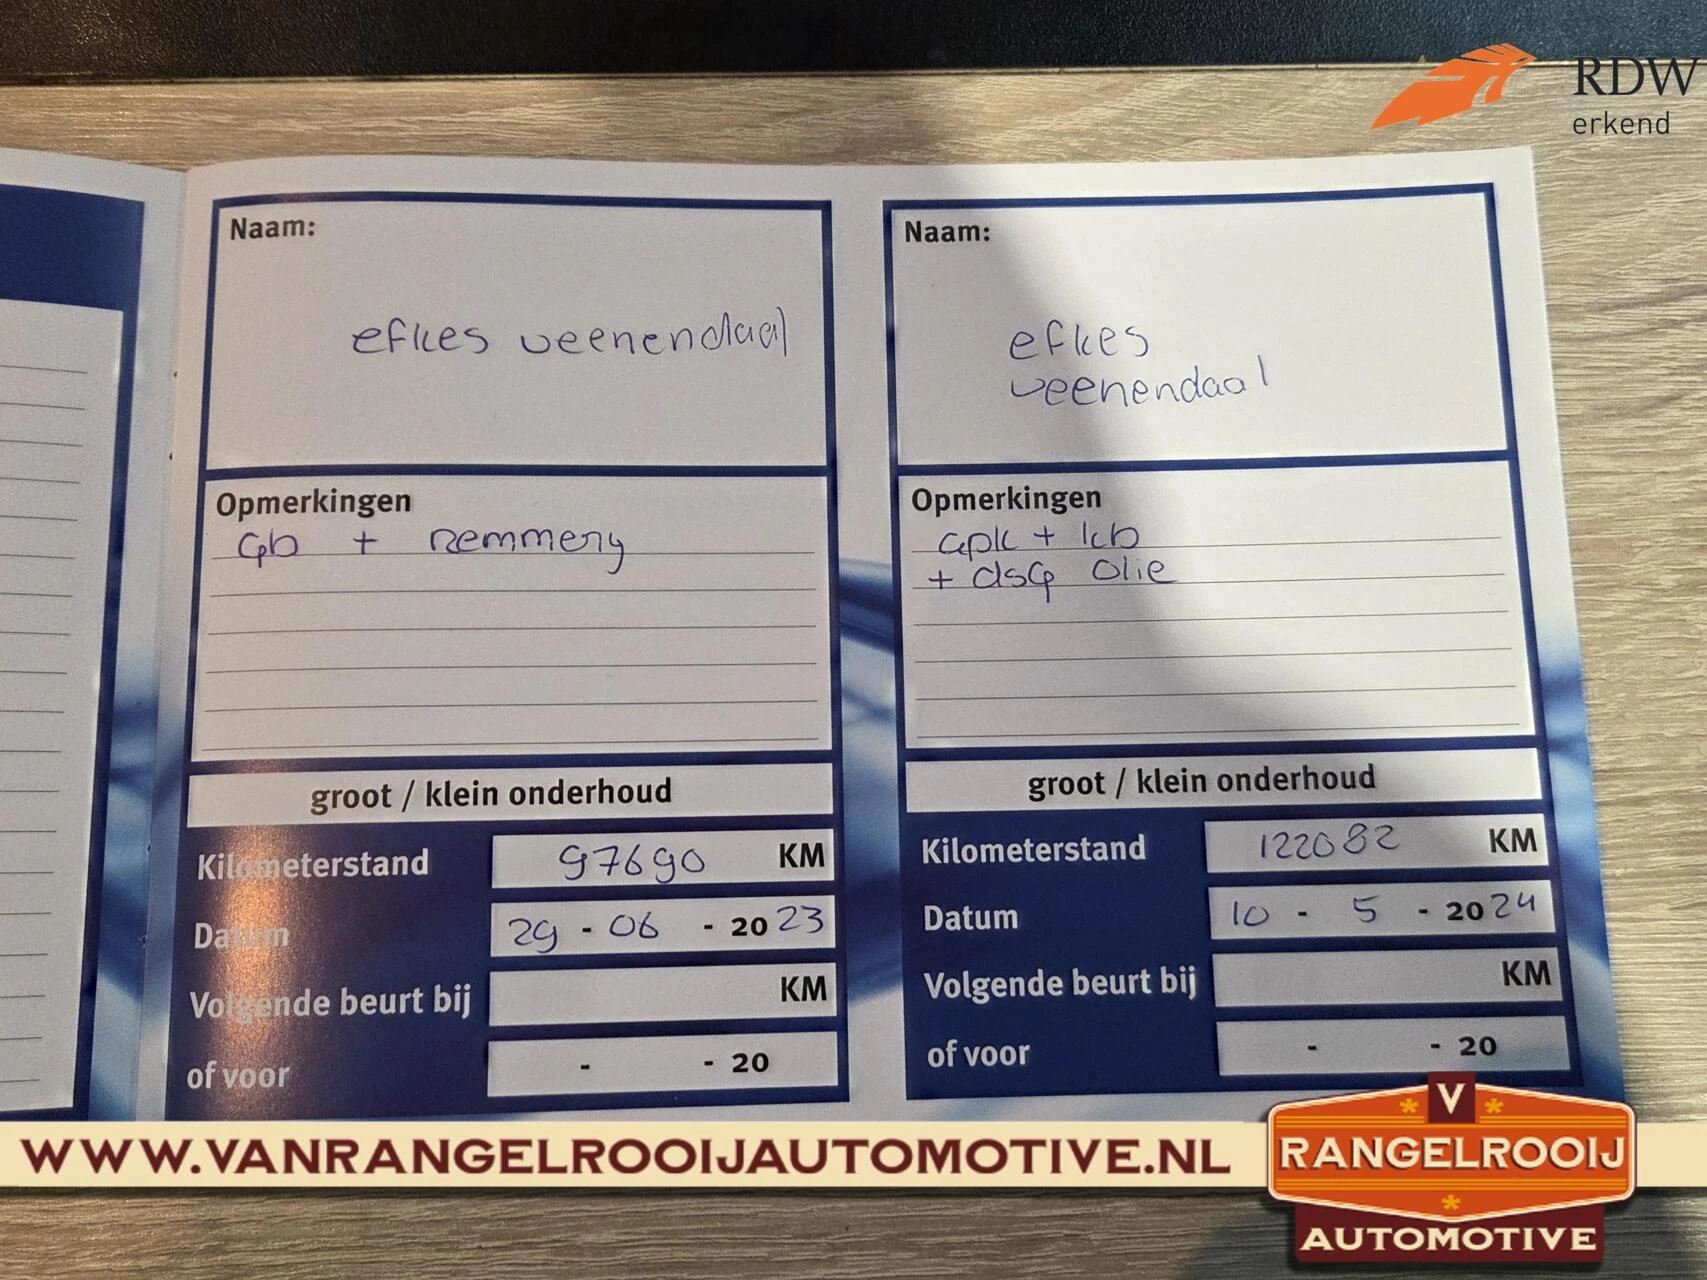 RDW
erkend
Naam:
efkes veenendaal
Opmerkingen
GB + remmerij
groot / klein onderhoud
Kilometerstand 97690 KM
Datum 29 - 06 - 2023
Volgende beurt bij KM
of voor - - 20
Naam:
efkes
veenendaal
Opmerkingen
apk + kb
+ dsg olie
groot / klein onderhoud
Kilometerstand 122082 KM
Datum 10 - 5 - 2024
Volgende beurt bij KM
of voor - - 20
WWW.VANRANGELROOIJAUTOMOTIVE.NL
V
RANGELROOIJ
AUTOMOTIVE